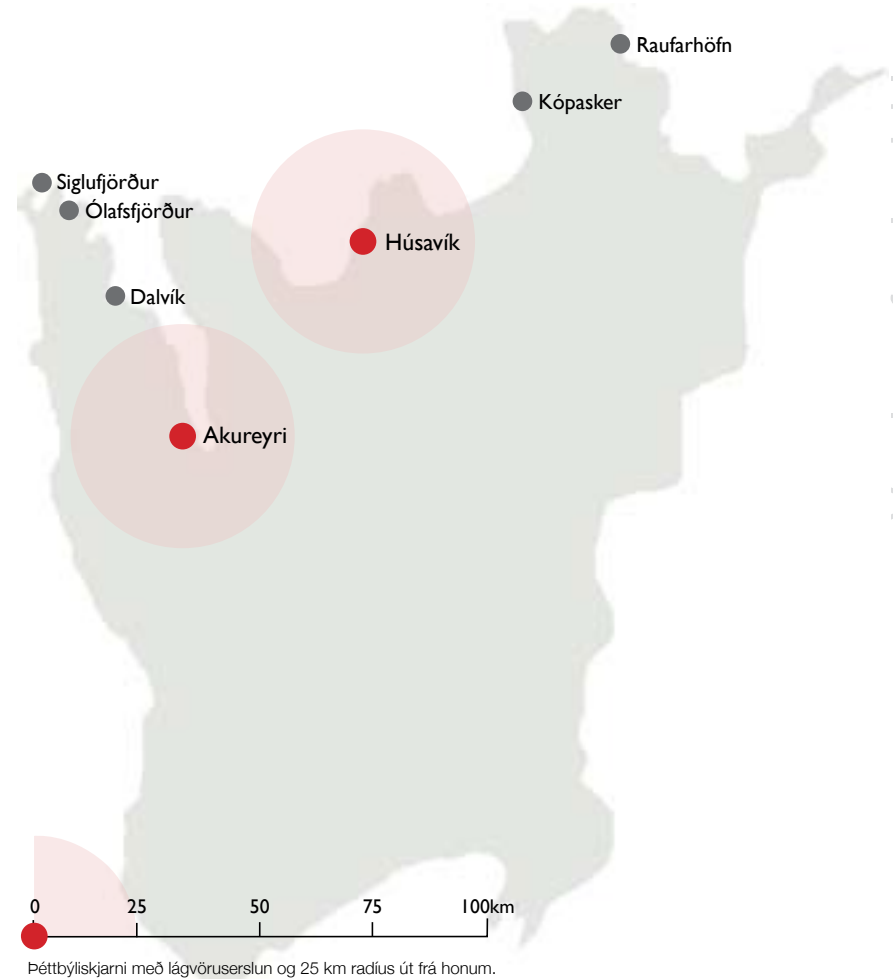 Raufarhöfn
Kópasker
Siglufjörður
Ólafsfjörður
Húsavík
Dalvík
Akureyri
0 25 50 75 100km
Þéttbýliskjarni með lágvöruserslun og 25 km radíus út frá honum.